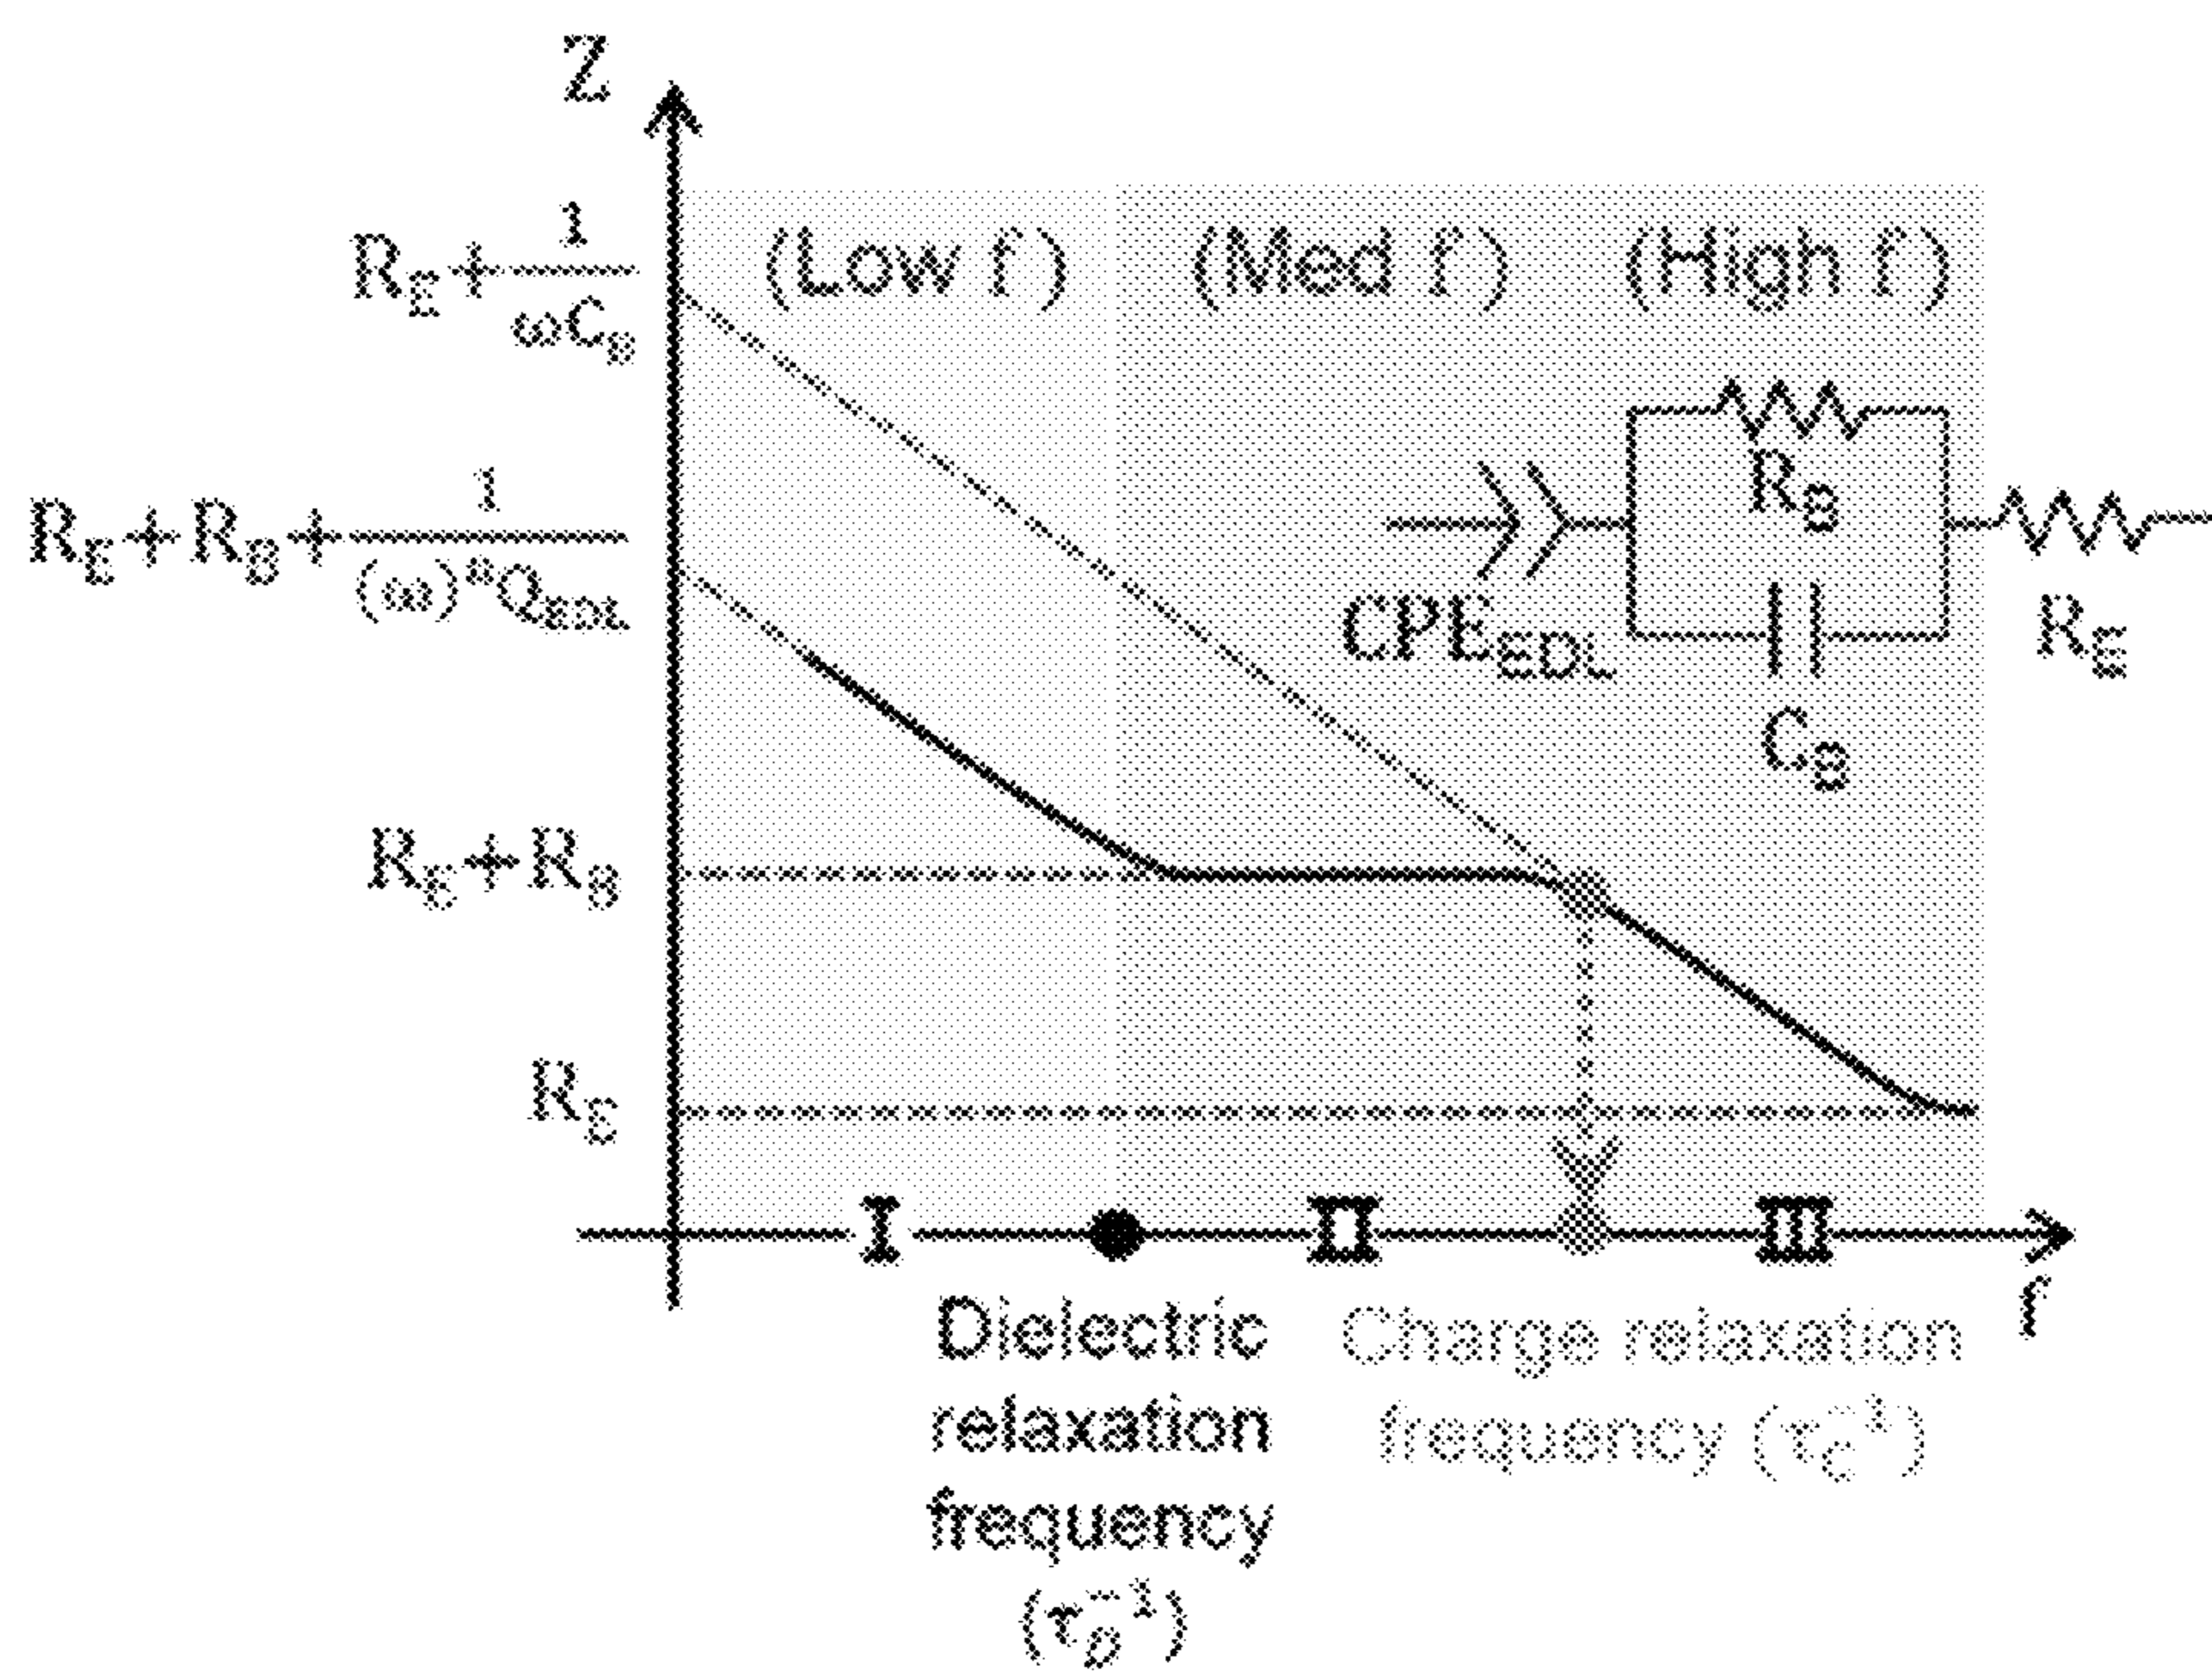 Z
R_E+1/ωC_B
(Low f)
(Med f)
(High f)
R_E+R_B+1/(ω)^nQ_EDL
R_B
CPE_EDL
R_E
C_B
R_E+R_B
R_E
I
II
III
f
Dielectric
relaxation
frequency
(τ_D^-1)
Charge relaxation
frequency (τ_C^-1)